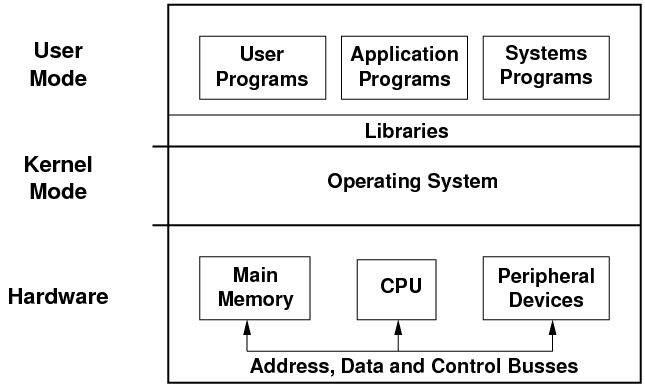 User
Mode
User
Programs
Application
Programs
Systems
Programs
Libraries
Kernel
Mode
Operating System
Hardware
Main
Memory
CPU
Peripheral
Devices
Address, Data and Control Busses